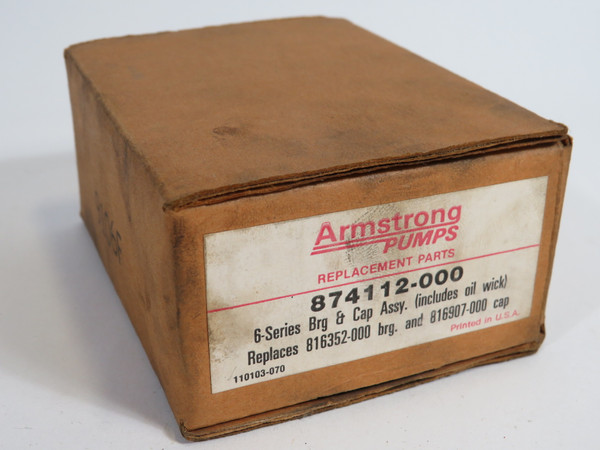 Armstrong
PUMPS
REPLACEMENT PARTS
874112-000
6-Series Brg & Cap Assy. (includes oil wick)
Replaces 816352-000 brg. and 816907-000 cap
Printed in U.S.A.
110103-070